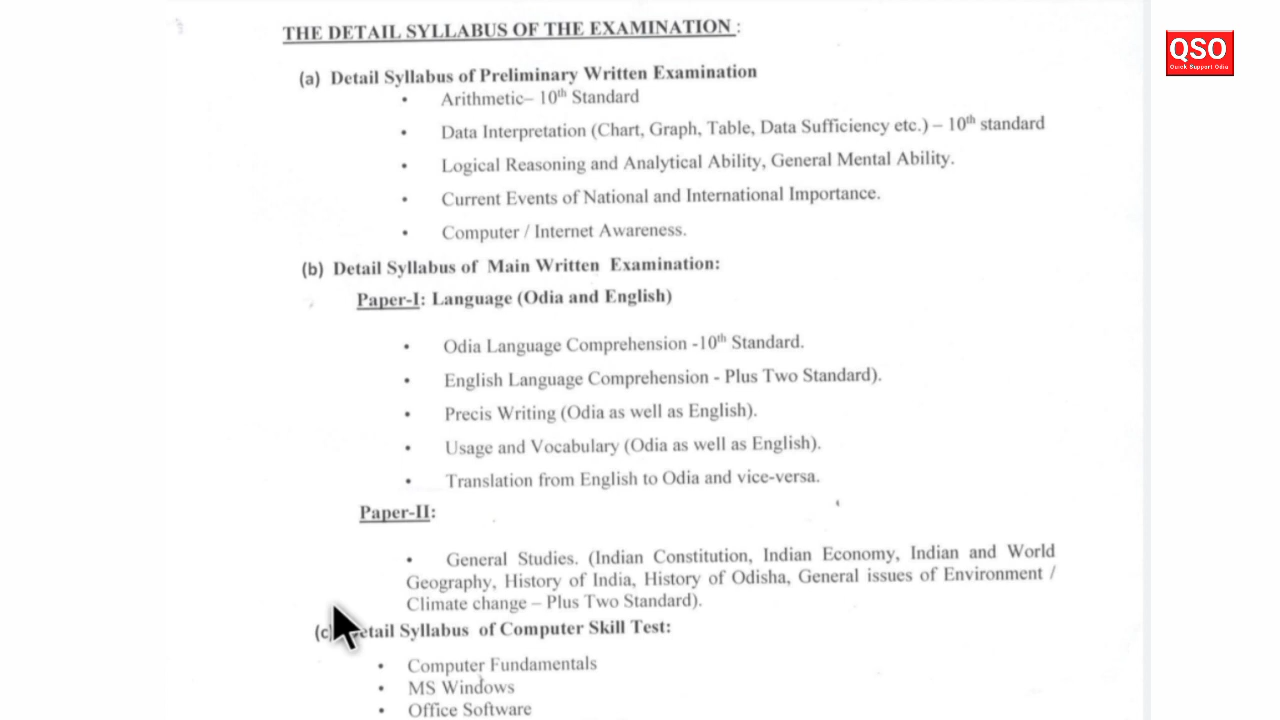 THE DETAIL SYLLABUS OF THE EXAMINATION :
QSO
Quick Support Odia
(a) Detail Syllabus of Preliminary Written Examination
• Arithmetic– 10th Standard
• Data Interpretation (Chart, Graph, Table, Data Sufficiency etc.) – 10th standard
• Logical Reasoning and Analytical Ability, General Mental Ability.
• Current Events of National and International Importance.
• Computer / Internet Awareness.
(b) Detail Syllabus of Main Written Examination:
Paper-I: Language (Odia and English)
• Odia Language Comprehension -10th Standard.
• English Language Comprehension - Plus Two Standard).
• Precis Writing (Odia as well as English).
• Usage and Vocabulary (Odia as well as English).
• Translation from English to Odia and vice-versa.
Paper-II:
• General Studies. (Indian Constitution, Indian Economy, Indian and World
Geography, History of India, History of Odisha, General issues of Environment /
Climate change – Plus Two Standard).
(c) Detail Syllabus of Computer Skill Test:
• Computer Fundamentals
• MS Windows
• Office Software